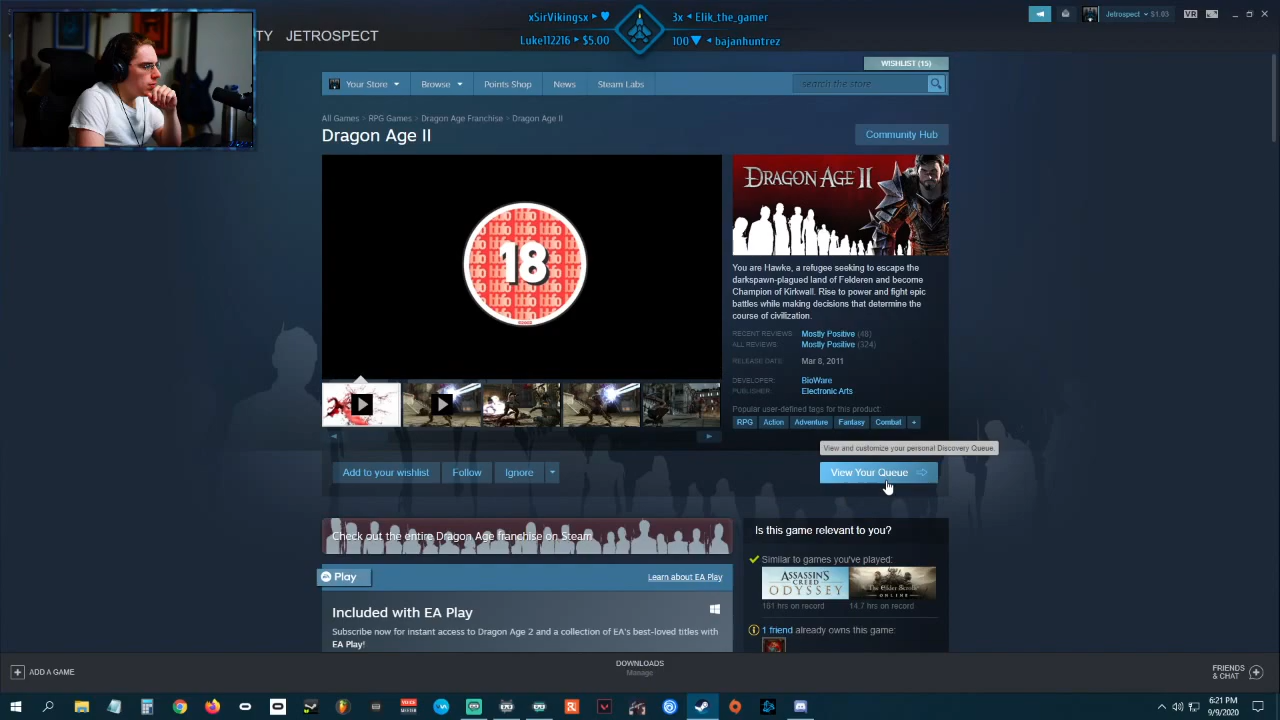 xSirVikingsx ▸ ♥
3x ◂ Elik_the_gamer
Luke112216 ▸ $5.00
100 ▼ ◂ bajanhuntrez
Jetrospect
$1.03
VR
TY JETROSPECT
WISHLIST (15)
Your Store
Browse
Points Shop
News
Steam Labs
search the store
All Games > RPG Games > Dragon Age Franchise > Dragon Age II
Dragon Age II
Community Hub
18
DRAGON AGE II
You are Hawke, a refugee seeking to escape the
darkspawn-plagued land of Felderen and become
Champion of Kirkwall. Rise to power and fight epic
battles while making decisions that determine the
course of civilization.
RECENT REVIEWS: Mostly Positive (48)
ALL REVIEWS: Mostly Positive (324)
RELEASE DATE: Mar 8, 2011
DEVELOPER: BioWare
PUBLISHER: Electronic Arts
Popular user-defined tags for this product:
RPG Action Adventure Fantasy Combat +
View and customize your personal Discovery Queue.
Add to your wishlist
Follow
Ignore
View Your Queue
Check out the entire Dragon Age franchise on Steam
Is this game relevant to you?
Similar to games you've played:
ASSASSIN'S
CREED
ODYSSEY
The Elder Scrolls
ONLINE
161 hrs on record
14.7 hrs on record
1 friend already owns this game:
Play
Learn about EA Play
Included with EA Play
Subscribe now for instant access to Dragon Age 2 and a collection of EA's best-loved titles with
EA Play!
ADD A GAME
DOWNLOADS
Manage
FRIENDS
& CHAT
6:21 PM
9/9/2020